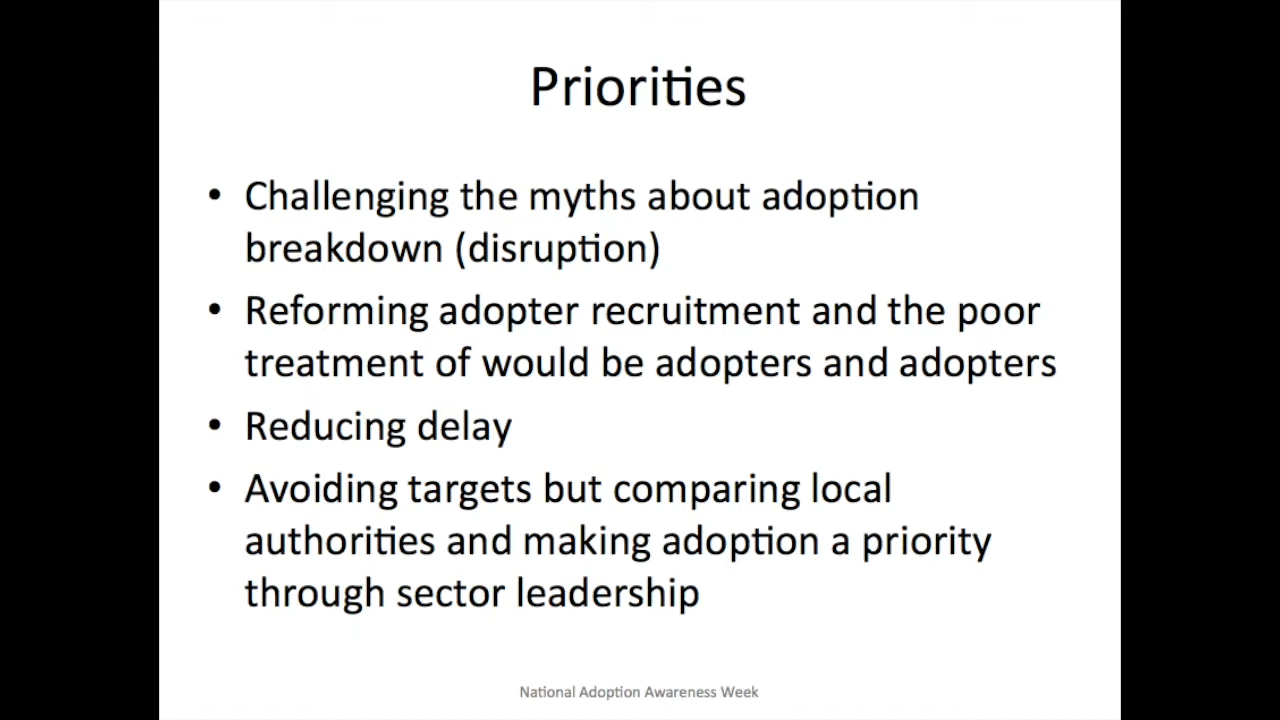 Priorities
• Challenging the myths about adoption
breakdown (disruption)
• Reforming adopter recruitment and the poor
treatment of would be adopters and adopters
• Reducing delay
• Avoiding targets but comparing local
authorities and making adoption a priority
through sector leadership
National Adoption Awareness Week